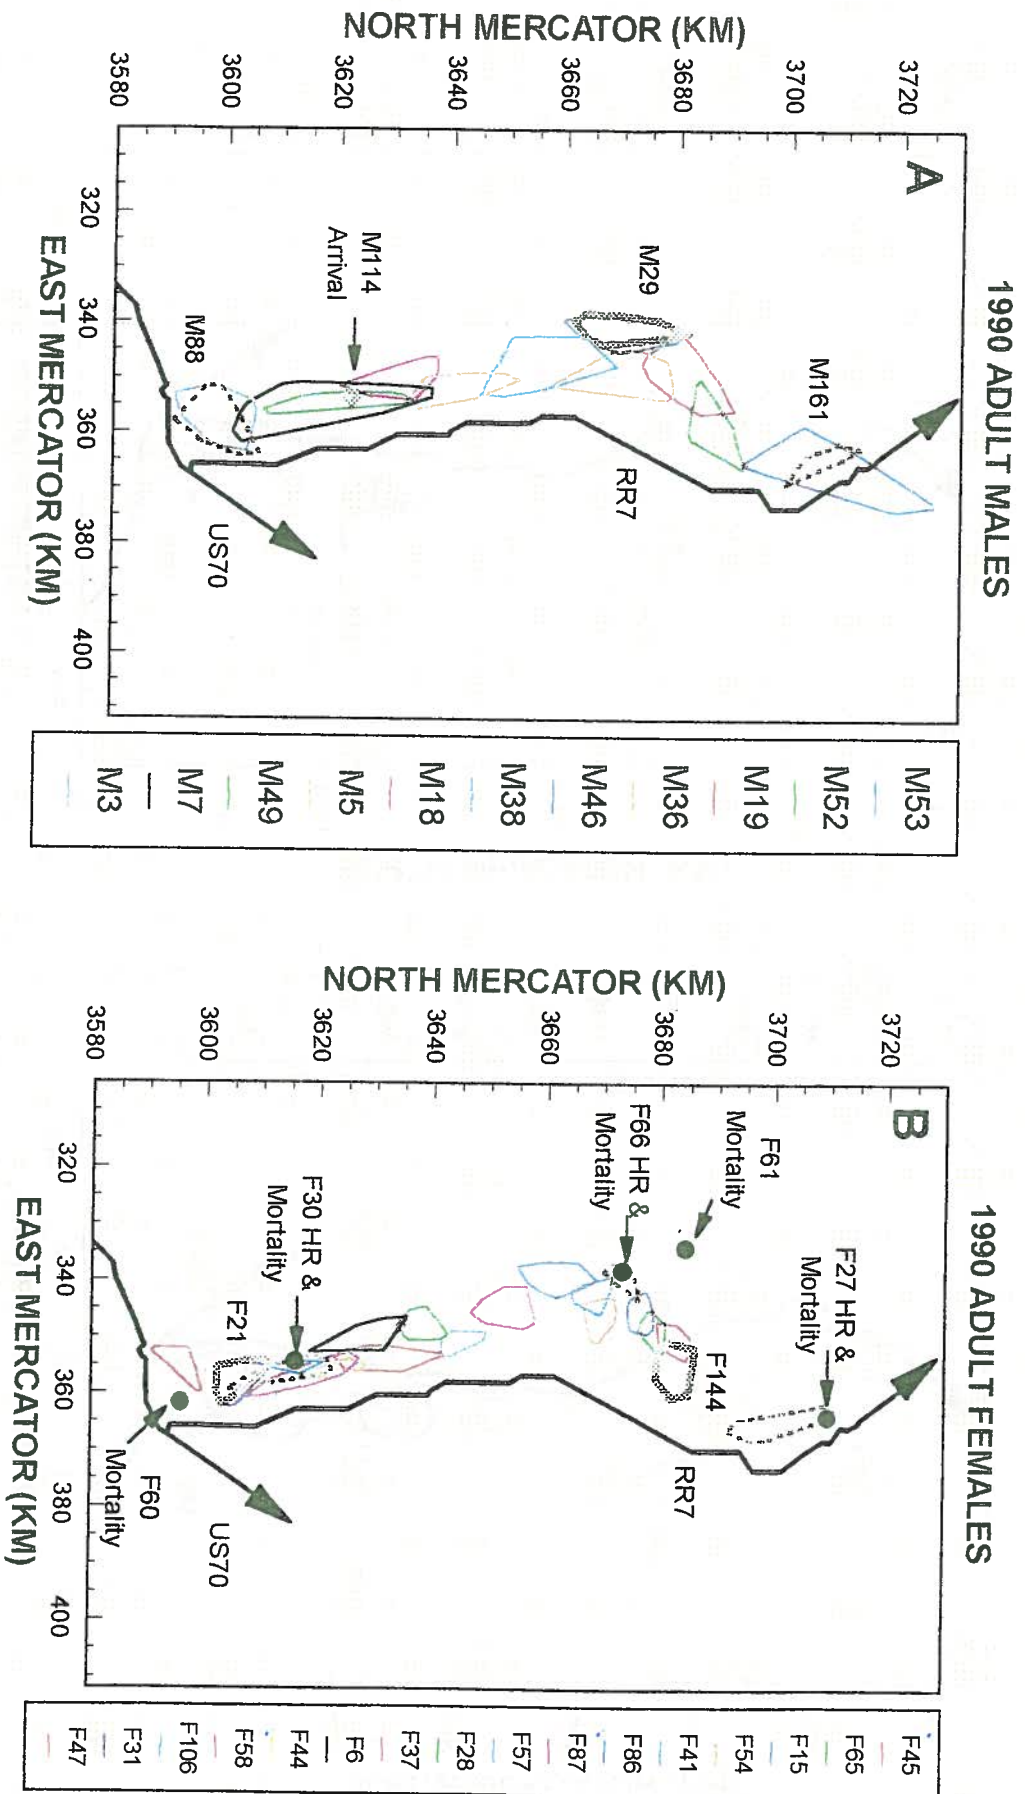 1990 ADULT MALES
A
NORTH MERCATOR (KM)
3720
3700
3680
3660
3640
3620
3600
3580
320
340
360
380
400
EAST MERCATOR (KM)
M161
M29
RR7
M114
Arrival
M88
US70
M53
M52
M19
M36
M46
M38
M18
M5
M49
M7
M3
1990 ADULT FEMALES
B
NORTH MERCATOR (KM)
3720
3700
3680
3660
3640
3620
3600
3580
320
340
360
380
400
EAST MERCATOR (KM)
F27 HR &
Mortality
F61
Mortality
F66 HR &
Mortality
F144
RR7
F30 HR &
Mortality
F21
F60
Mortality
US70
F45
F65
F15
F54
F41
F86
F87
F57
F28
F37
F6
F44
F58
F106
F31
F47